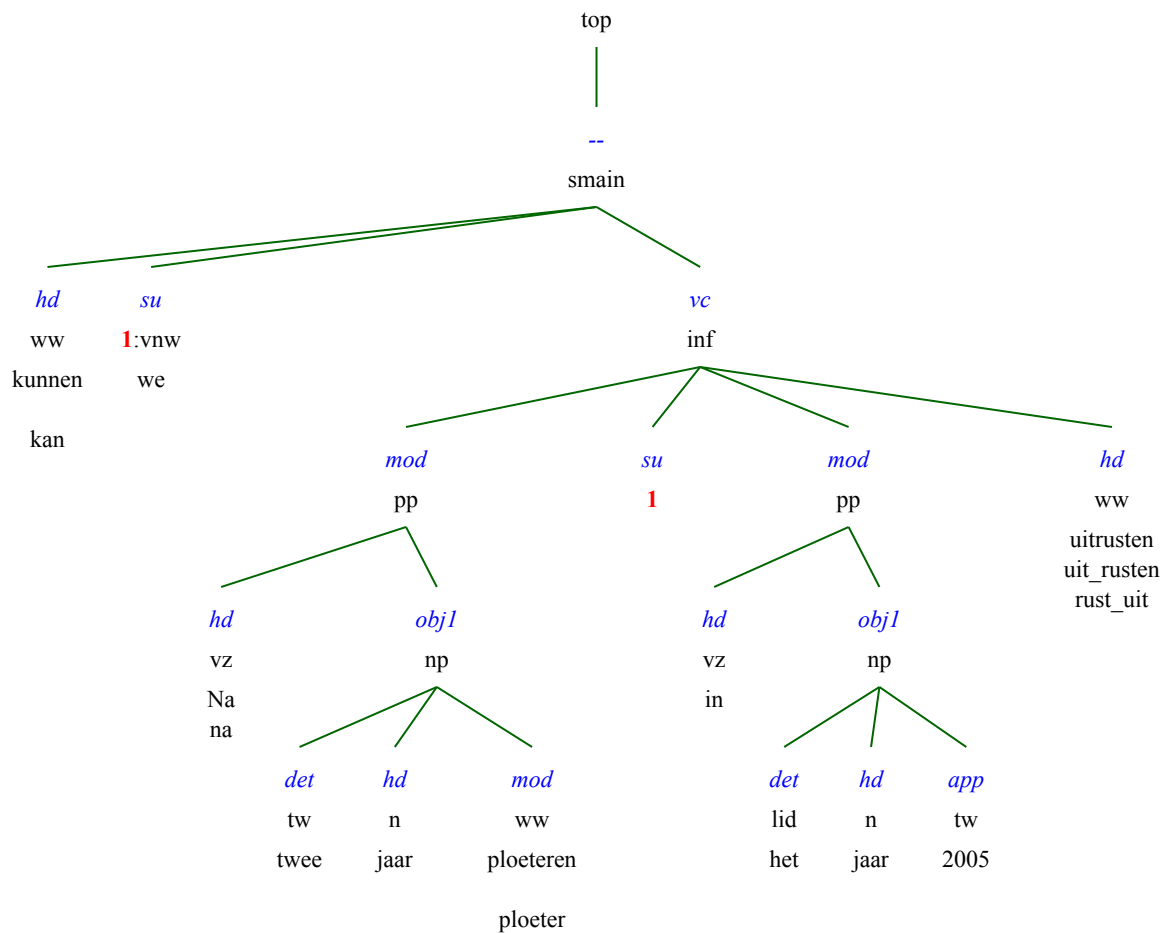 top
--
smain
hd su vc
ww 1:vnw inf
kunnen we
kan
mod su mod hd
pp 1 pp ww
uitrusten
uit_rusten
rust_uit
hd obj1 hd obj1
vz np vz np
Na in
na
det hd mod det hd app
tw n ww lid n tw
twee jaar ploeteren het jaar 2005
ploeter